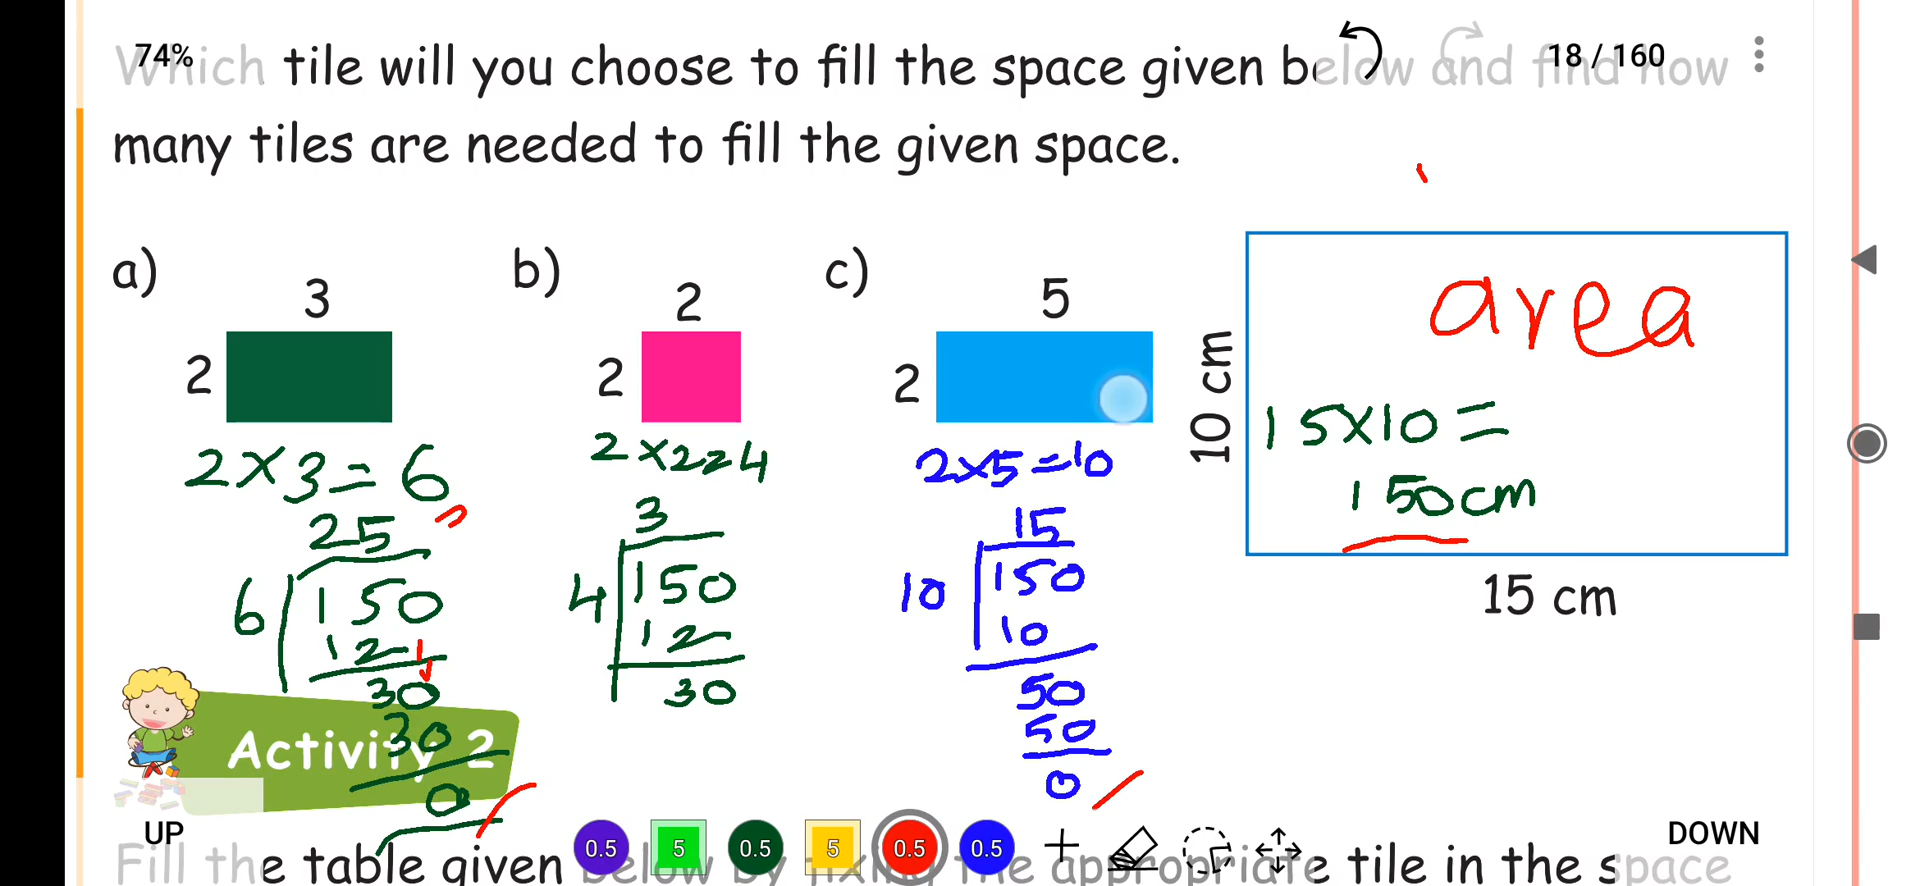 74%
18 / 160
Which tile will you choose to fill the space given below and find how
many tiles are needed to fill the given space.
a) 3
2
2 × 3 = 6
25
6 150
12
30
30
0
b) 2
2
2 × 2 = 4
3
4 150
12
30
c) 5
2
2 × 5 = 10
15
10 150
10
50
50
0
area
10 cm
15 × 10 =
150 cm
15 cm
Activity 2
UP
DOWN
0.5 5 0.5 5 0.5 0.5
Fill the table given below by fixing the appropriate tile in the space